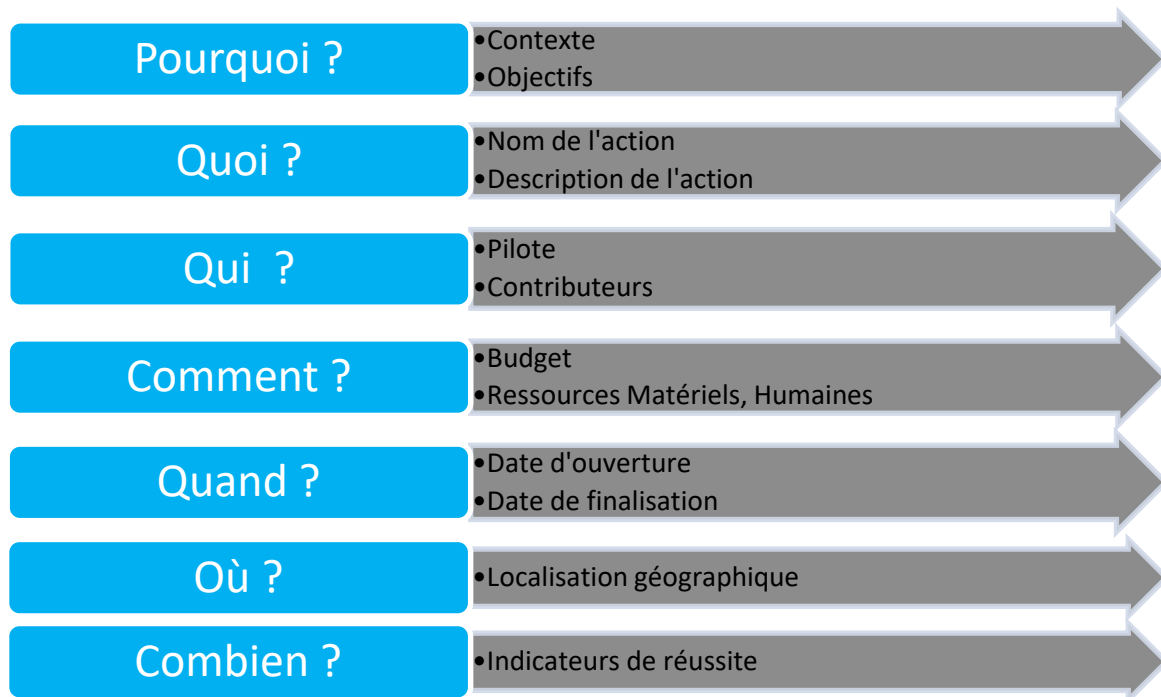 Pourquoi ?
•Contexte
•Objectifs
Quoi ?
•Nom de l'action
•Description de l'action
Qui  ?
•Pilote
•Contributeurs
Comment ?
•Budget
•Ressources Matériels, Humaines
Quand ?
•Date d'ouverture
•Date de finalisation
Où ?
•Localisation géographique
Combien ?
•Indicateurs de réussite